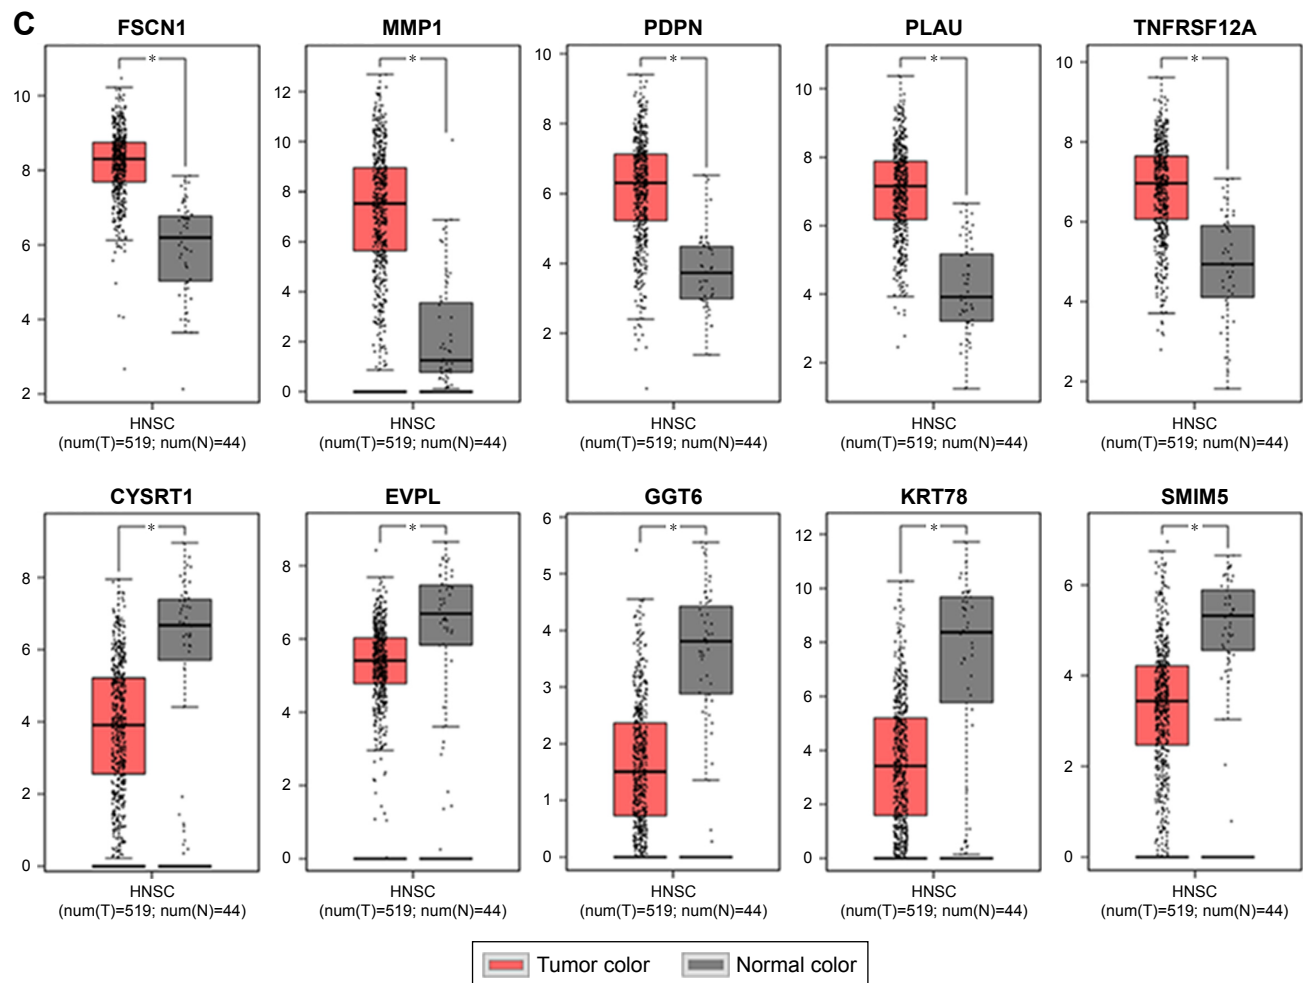 C
FSCN1 MMP1 PDPN PLAU TNFRSF12A
10 8 6 4 2
12 10 8 6 4 2 0
10 8 6 4 2
10 8 6 4 2
10 8 6 4 2
* * * * *
HNSC HNSC HNSC HNSC HNSC
(num(T)=519; num(N)=44) (num(T)=519; num(N)=44) (num(T)=519; num(N)=44) (num(T)=519; num(N)=44) (num(T)=519; num(N)=44)
CYSRT1 EVPL GGT6 KRT78 SMIM5
8 6 4 2 0
8 6 4 2 0
6 5 4 3 2 1 0
12 10 8 6 4 2 0
6 4 2 0
* * * * *
HNSC HNSC HNSC HNSC HNSC
(num(T)=519; num(N)=44) (num(T)=519; num(N)=44) (num(T)=519; num(N)=44) (num(T)=519; num(N)=44) (num(T)=519; num(N)=44)
Tumor color Normal color